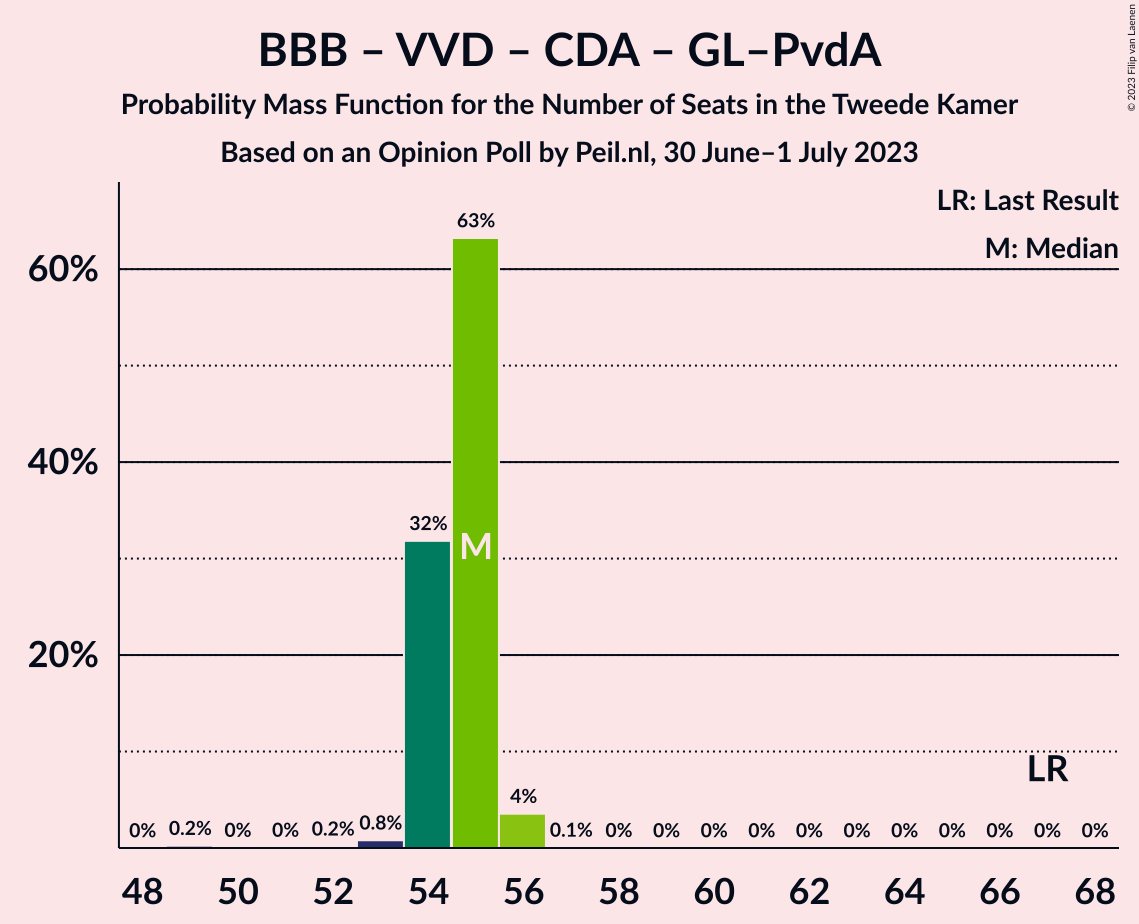 BBB – VVD – CDA – GL–PvdA
Probability Mass Function for the Number of Seats in the Tweede Kamer
Based on an Opinion Poll by Peil.nl, 30 June–1 July 2023
© 2023 Filip van Laenen
LR: Last Result
M: Median
60%
40%
20%
63%
32%
M
LR
4%
0% 0.2% 0% 0% 0.2% 0.8% 0.1% 0% 0% 0% 0% 0% 0% 0% 0% 0% 0% 0%
48 50 52 54 56 58 60 62 64 66 68